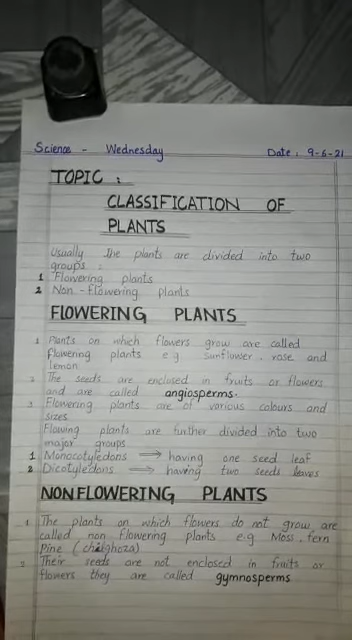 Science - Wednesday Date: 9-6-21
TOPIC :
CLASSIFICATION OF
PLANTS
Usually the plants are divided into two
groups :
1 Flowering plants
2 Non-Flowering plants
FLOWERING PLANTS
1 Plants on which flowers grow are called
flowering plants e.g sunflower, rose and
lemon
2 The seeds are enclosed in fruits or flowers
and are called angiosperms.
3 Flowering plants are of various colours and
sizes
Flowing plants are further divided into two
major groups
1 Monocotyledons ⟹ having one seed leaf
2 Dicotyledons ⟹ having two seeds leaves
NONFLOWERING PLANTS
1 The plants on which flowers do not grow are
called non flowering plants e.g Moss, fern
Pine (chilghoza)
2 Their seeds are not enclosed in fruits or
flowers they are called gymnosperms